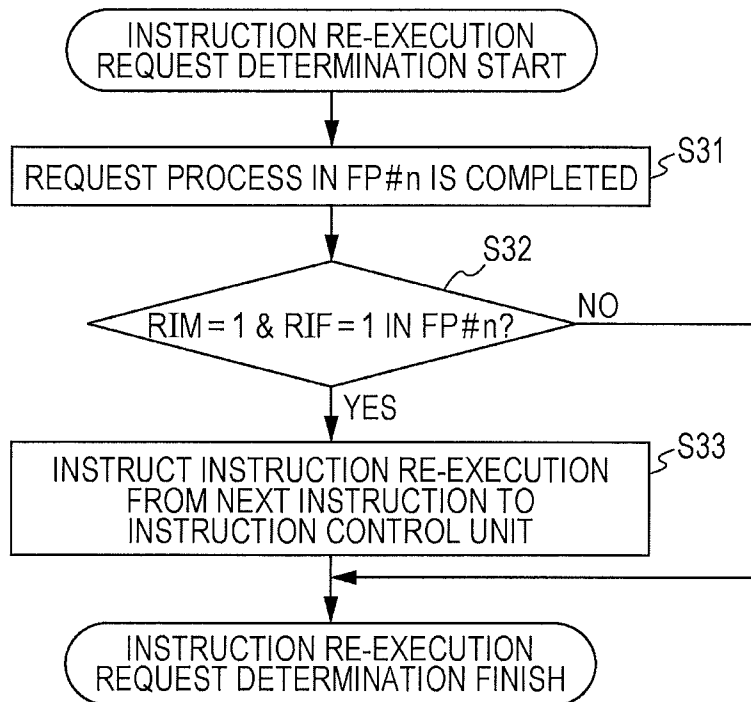 INSTRUCTION RE-EXECUTION
REQUEST DETERMINATION START
S31
REQUEST PROCESS IN FP#n IS COMPLETED
S32
RIM = 1 & RIF = 1 IN FP#n?
NO
YES
S33
INSTRUCT INSTRUCTION RE-EXECUTION
FROM NEXT INSTRUCTION TO
INSTRUCTION CONTROL UNIT
INSTRUCTION RE-EXECUTION
REQUEST DETERMINATION FINISH